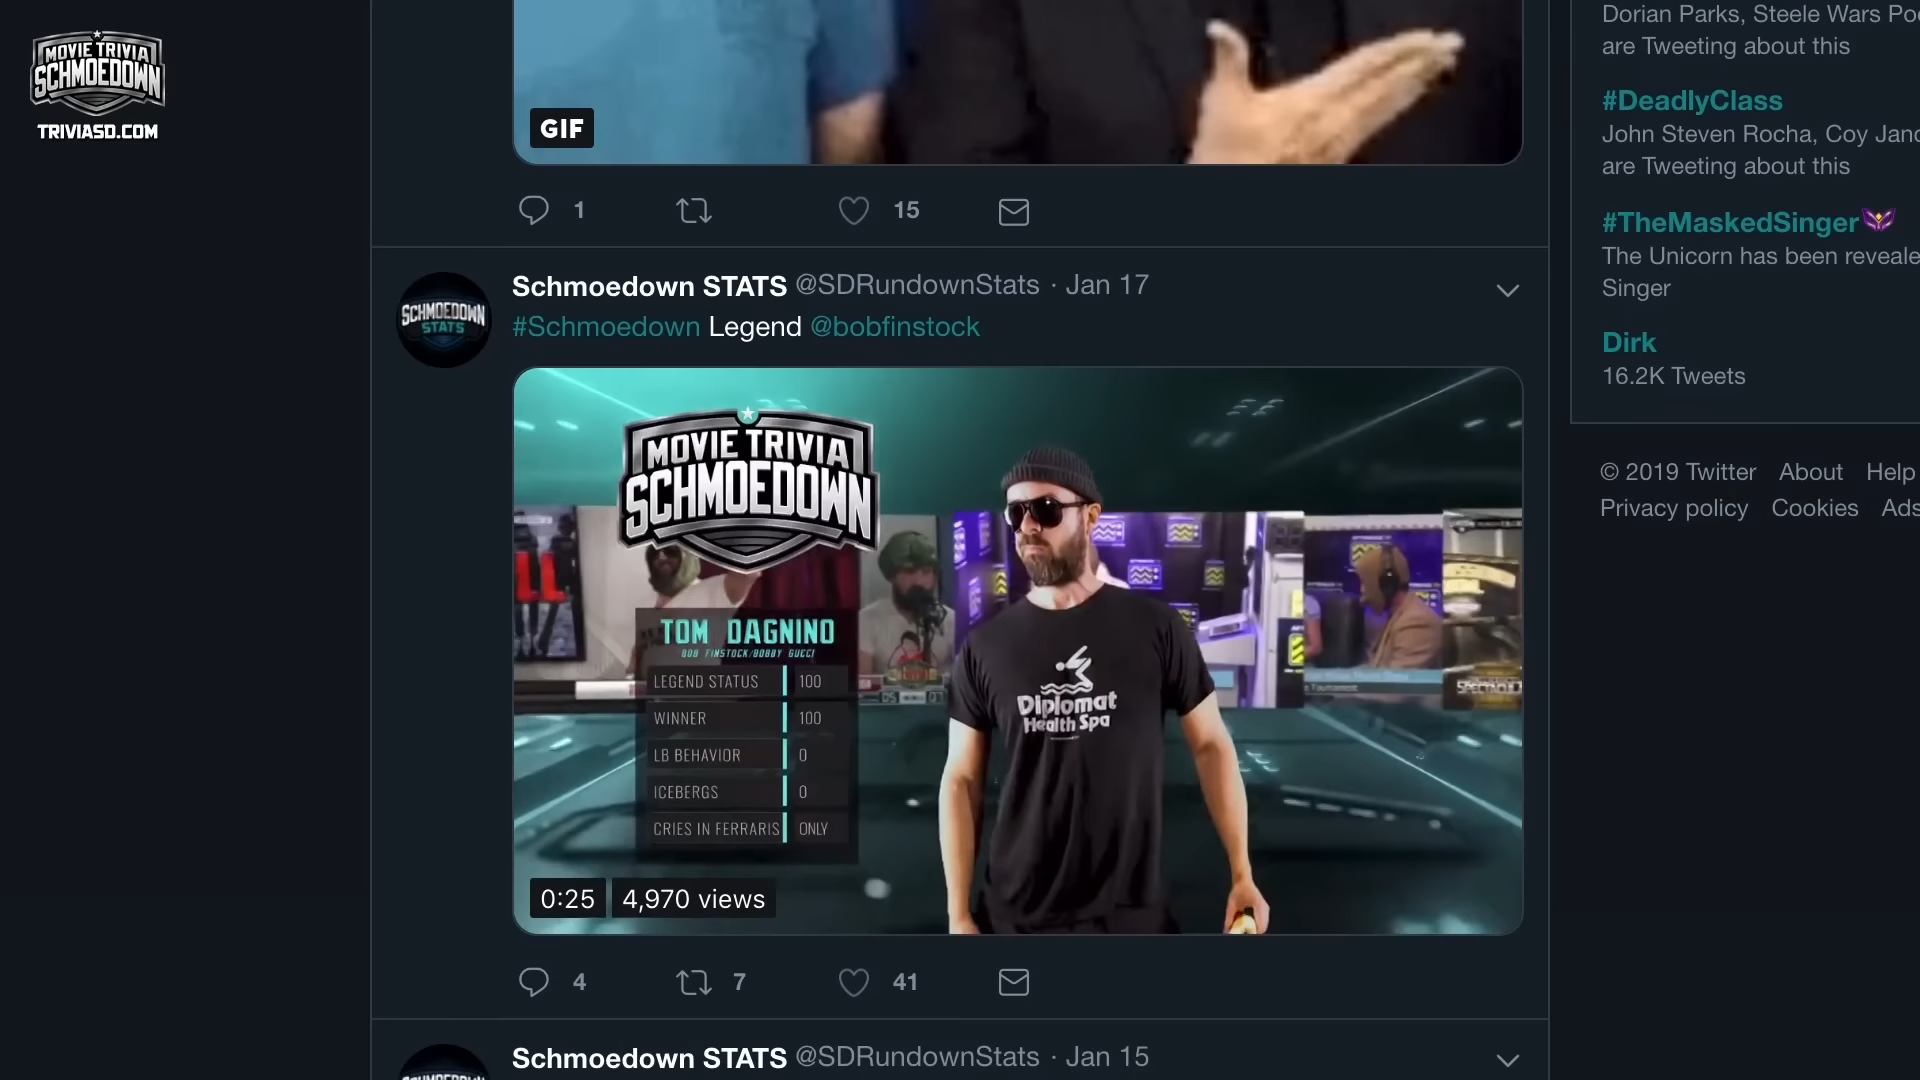 MOVIE TRIVIA
SCHMOEDOWN
TRIVIASD.COM
GIF
1
15
Schmoedown STATS @SDRundownStats · Jan 17
#Schmoedown Legend @bobfinstock
SCHMOEDOWN
STATS
MOVIE TRIVIA
SCHMOEDOWN
TOM DAGNINO
BOB FINSTOCK/BOBBY GUCCI
LEGEND STATUS 100
WINNER 100
LB BEHAVIOR 0
ICEBERGS 0
CRIES IN FERRARIS ONLY
Diplomat
Health Spa
0:25 4,970 views
4
7
41
Schmoedown STATS @SDRundownStats · Jan 15
Dorian Parks, Steele Wars
are Tweeting about this
#DeadlyClass
John Steven Rocha, Coy
are Tweeting about this
#TheMaskedSinger
The Unicorn has been
Singer
Dirk
16.2K Tweets
© 2019 Twitter About Help
Privacy policy Cookies Ads